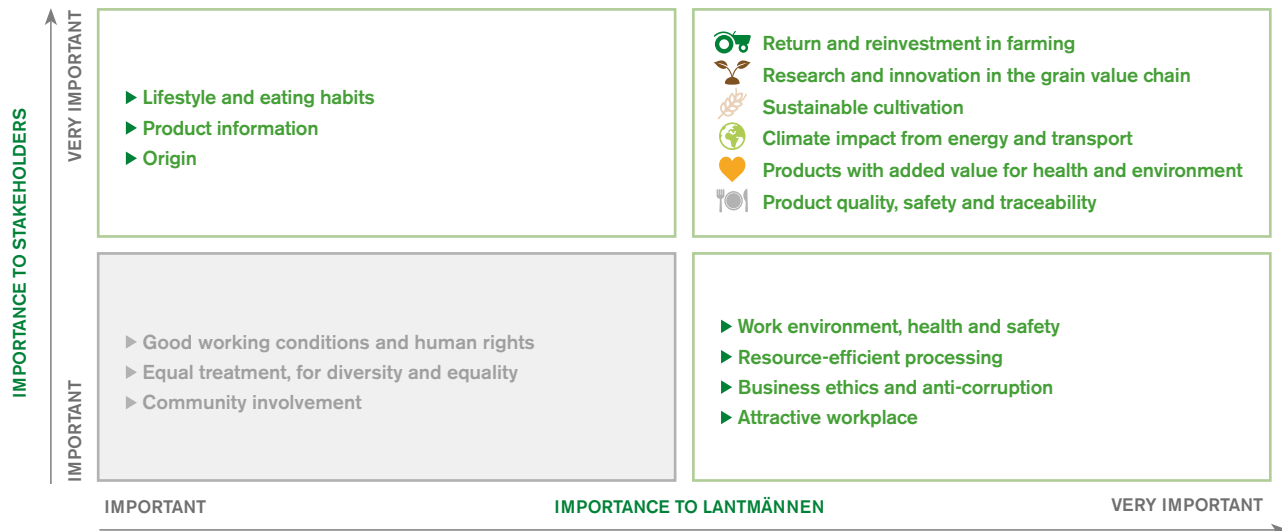 IMPORTANCE TO STAKEHOLDERS
VERY IMPORTANT
Lifestyle and eating habits
Product information
Origin
Return and reinvestment in farming
Research and innovation in the grain value chain
Sustainable cultivation
Climate impact from energy and transport
Products with added value for health and environment
Product quality, safety and traceability
IMPORTANT
Good working conditions and human rights
Equal treatment, for diversity and equality
Community involvement
Work environment, health and safety
Resource-efficient processing
Business ethics and anti-corruption
Attractive workplace
IMPORTANT
IMPORTANCE TO LANTMÄNNEN
VERY IMPORTANT